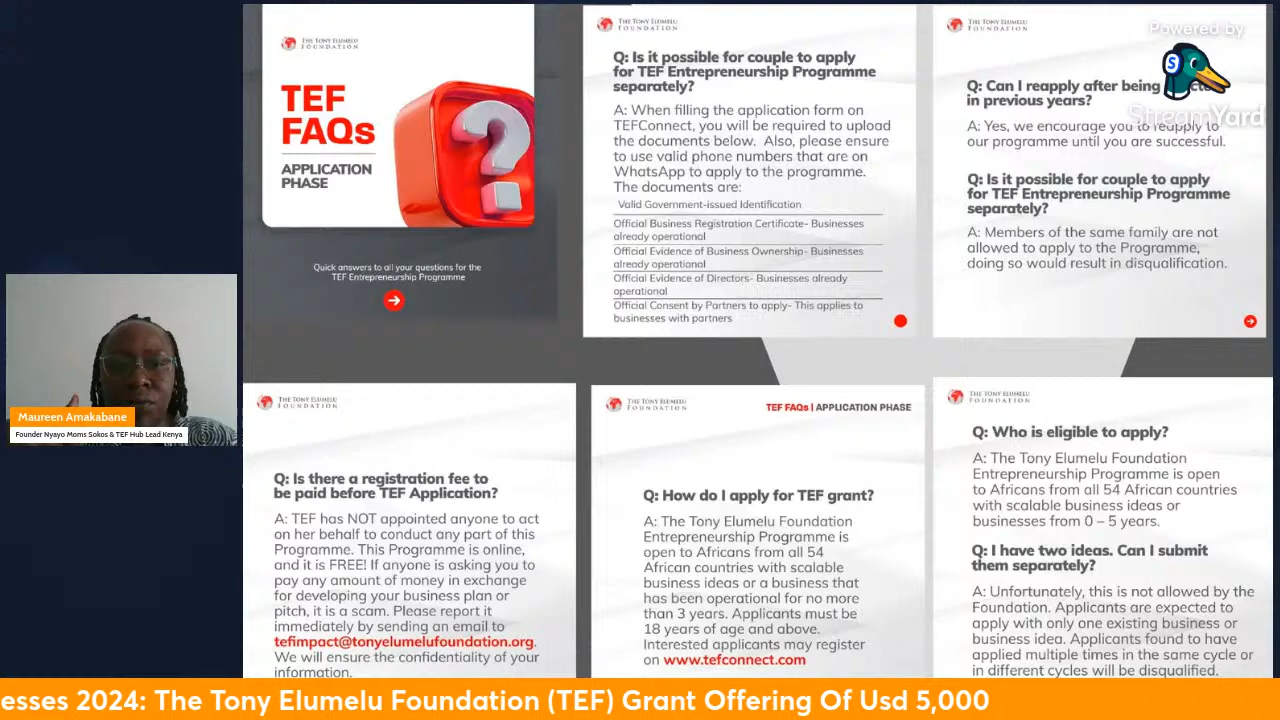 THE TONY ELUMELU
FOUNDATION
TEF
FAQs
APPLICATION
PHASE
Quick answers to all your questions for the
TEF Entrepreneurship Programme
THE TONY ELUMELU
FOUNDATION
Q: Is it possible for couple to apply
for TEF Entrepreneurship Programme
separately?
A: When filling the application form on
TEFConnect, you will be required to upload
the documents below. Also, please ensure
to use valid phone numbers that are on
WhatsApp to apply to the programme.
The documents are:
Valid Government-issued Identification
Official Business Registration Certificate- Businesses
already operational
Official Evidence of Business Ownership- Businesses
already operational
Official Evidence of Directors- Businesses already
operational
Official Consent by Partners to apply- This applies to
businesses with partners
THE TONY ELUMELU
FOUNDATION
Powered by
S
StreamYard
Q: Can I reapply after being
in previous years?
A: Yes, we encourage you to reapply to
our programme until you are successful.
Q: Is it possible for couple to apply
for TEF Entrepreneurship Programme
separately?
A: Members of the same family are not
allowed to apply to the Programme,
doing so would result in disqualification.
Maureen Amakabane
Founder Nyayo Moms Sokos & TEF Hub Lead Kenya
THE TONY ELUMELU
FOUNDATION
Q: Is there a registration fee to
be paid before TEF Application?
A: TEF has NOT appointed anyone to act
on her behalf to conduct any part of this
Programme. This Programme is online,
and it is FREE! If anyone is asking you to
pay any amount of money in exchange
for developing your business plan or
pitch, it is a scam. Please report it
immediately by sending an email to
tefimpact@tonyelumelufoundation.org.
We will ensure the confidentiality of your
information.
THE TONY ELUMELU
FOUNDATION
TEF FAQs | APPLICATION PHASE
Q: How do I apply for TEF grant?
A: The Tony Elumelu Foundation
Entrepreneurship Programme is
open to Africans from all 54
African countries with scalable
business ideas or a business that
has been operational for no more
than 3 years. Applicants must be
18 years of age and above.
Interested applicants may register
on www.tefconnect.com
THE TONY ELUMELU
FOUNDATION
Q: Who is eligible to apply?
A: The Tony Elumelu Foundation
Entrepreneurship Programme is open
to Africans from all 54 African countries
with scalable business ideas or
businesses from 0 – 5 years.
Q: I have two ideas. Can I submit
them separately?
A: Unfortunately, this is not allowed by the
Foundation. Applicants are expected to
apply with only one existing business or
business idea. Applicants found to have
applied multiple times in the same cycle or
in different cycles will be disqualified.
esses 2024: The Tony Elumelu Foundation (TEF) Grant Offering Of Usd 5,000